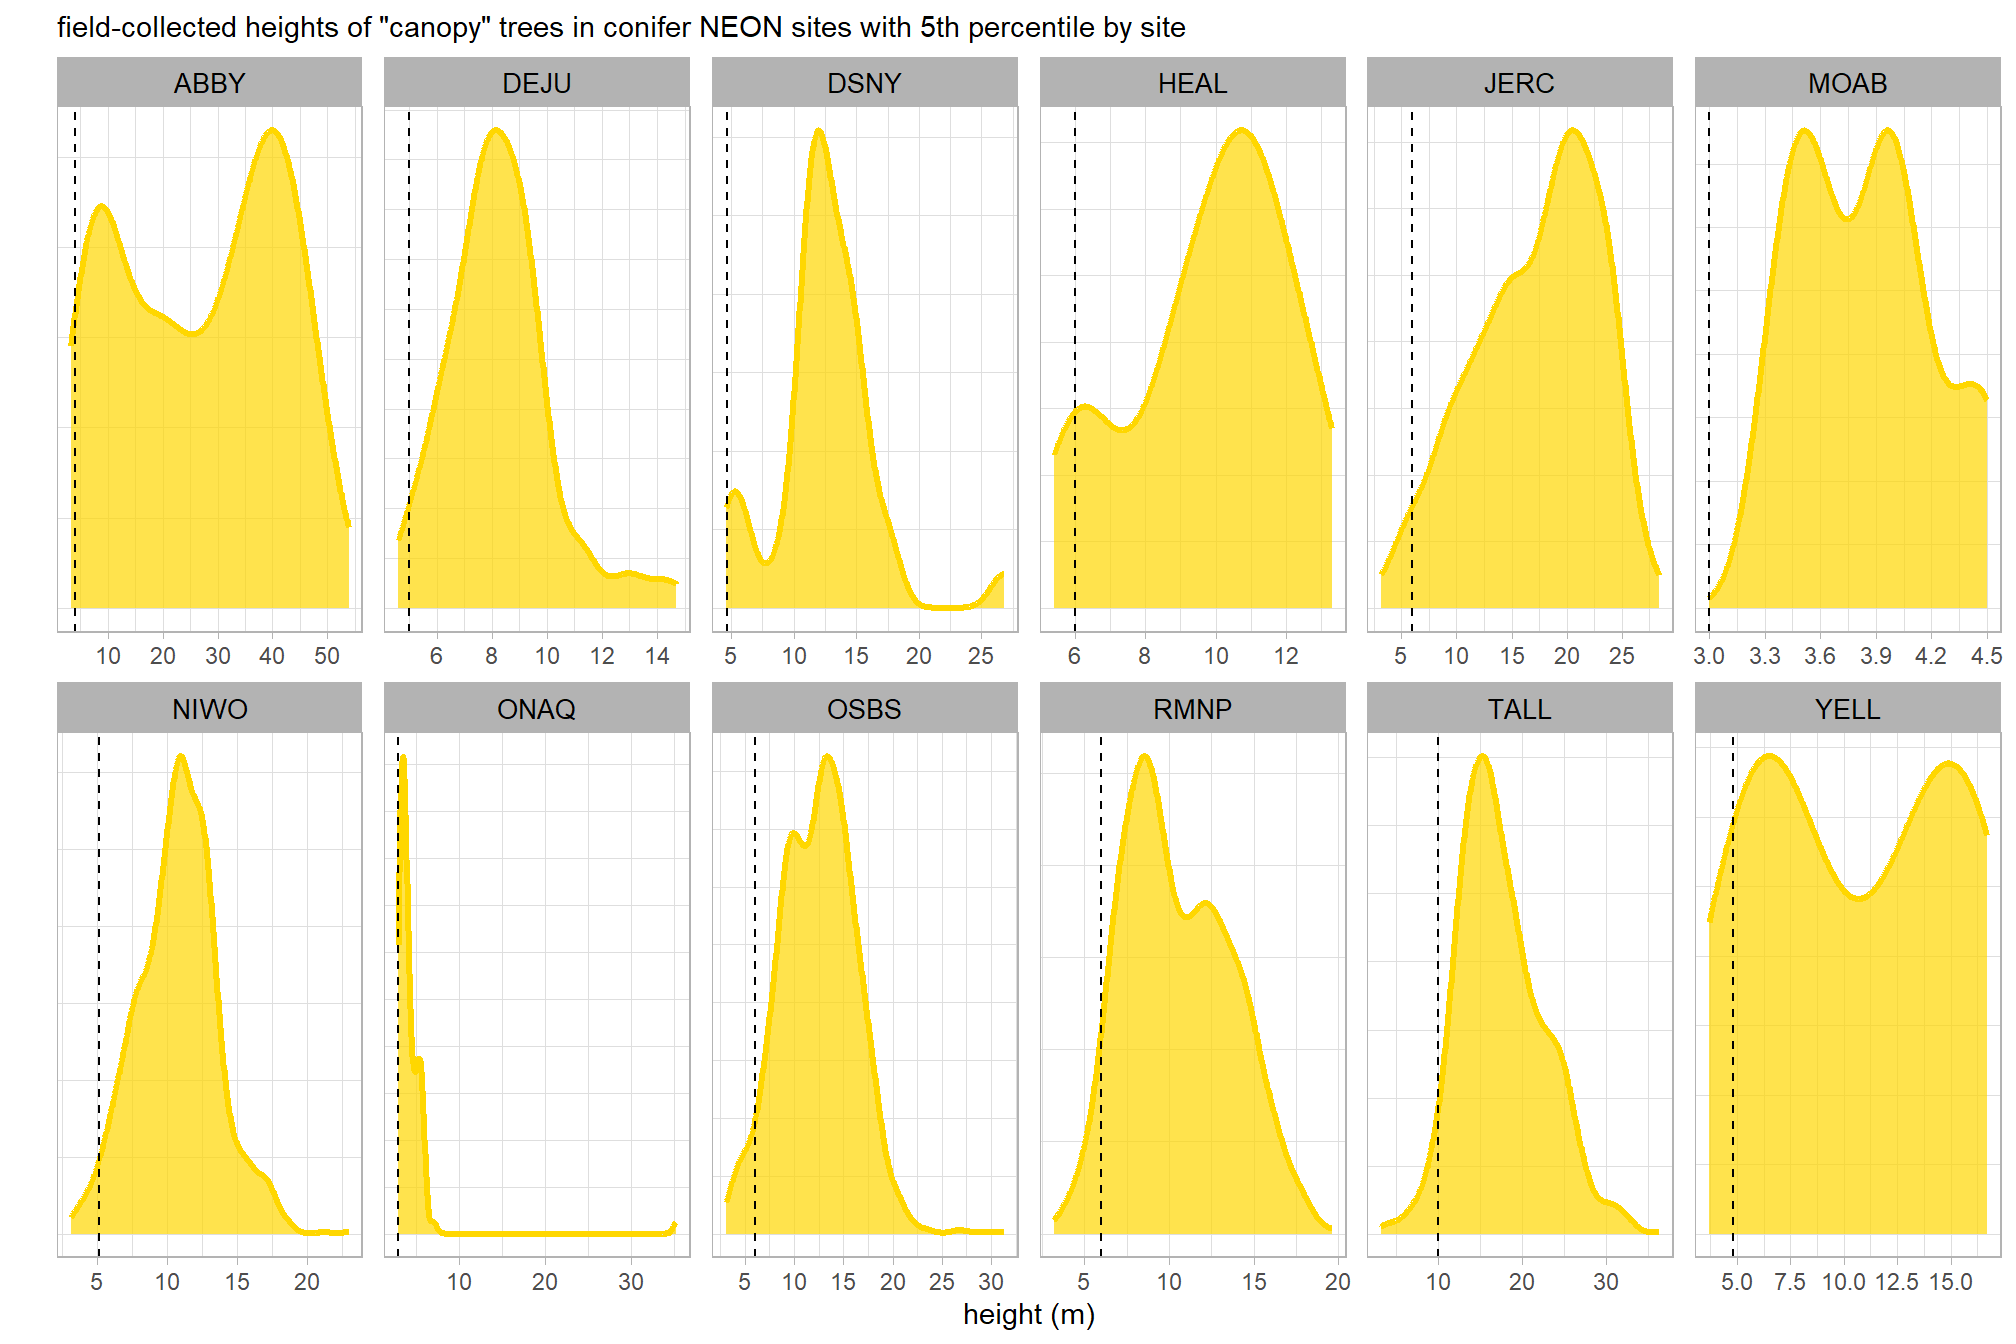 field-collected heights of "canopy" trees in conifer NEON sites with 5th percentile by site
ABBY DEJU DSNY HEAL JERC MOAB
10 20 30 40 50 6 8 10 12 14 5 10 15 20 25 6 8 10 12 5 10 15 20 25 3.0 3.3 3.6 3.9 4.2 4.5
NIWO ONAQ OSBS RMNP TALL YELL
5 10 15 20 10 20 30 5 10 15 20 25 30 5 10 15 20 10 20 30 5.0 7.5 10.0 12.5 15.0
height (m)